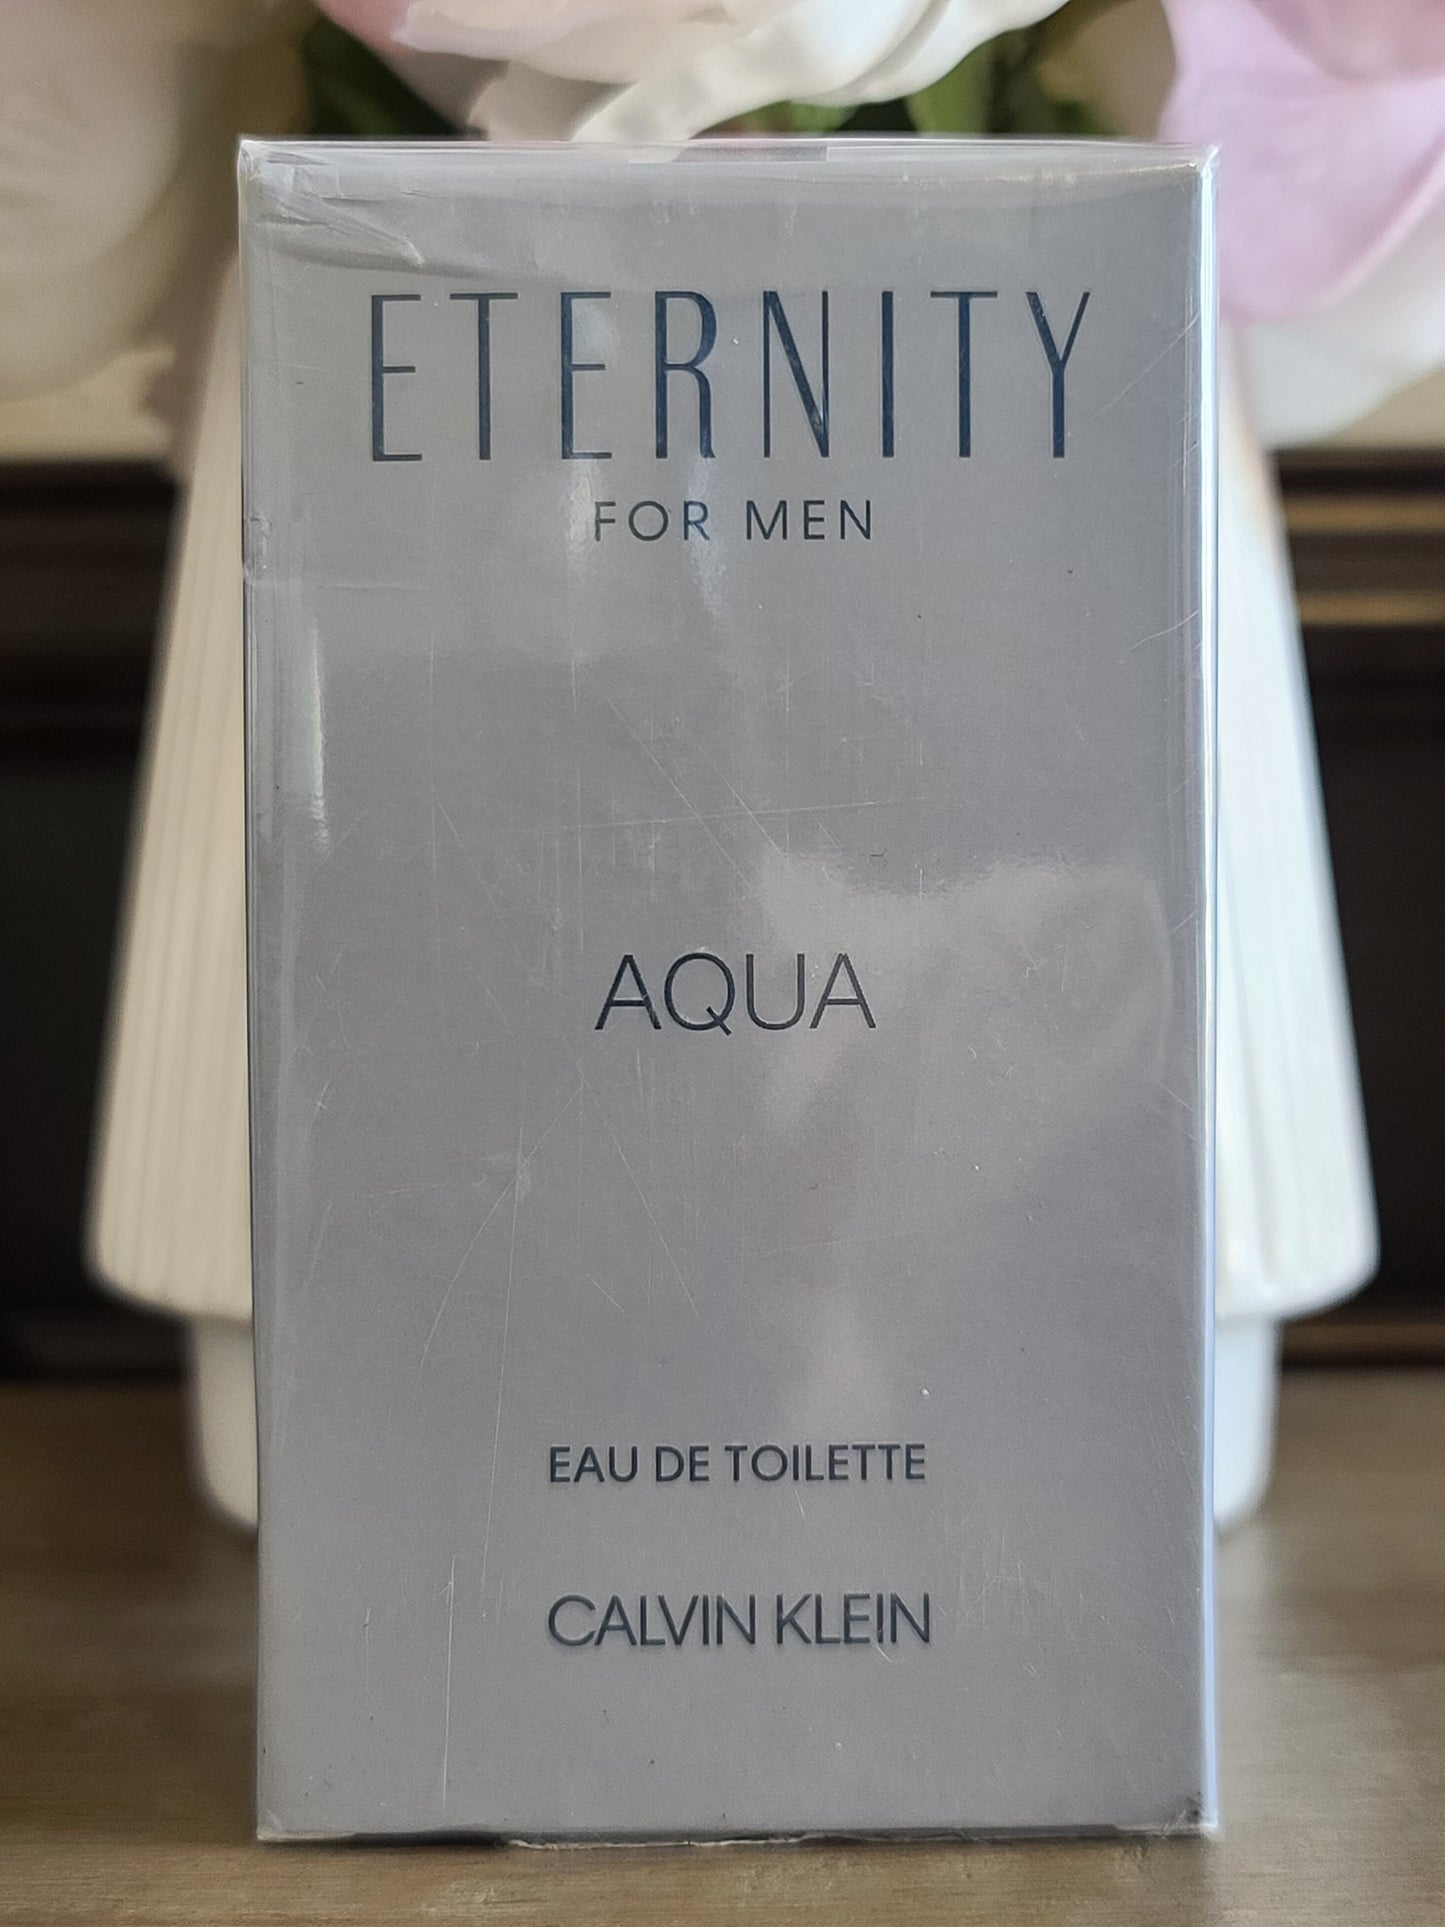 ETERNITY
FOR MEN
AQUA
EAU DE TOILETTE
CALVIN KLEIN